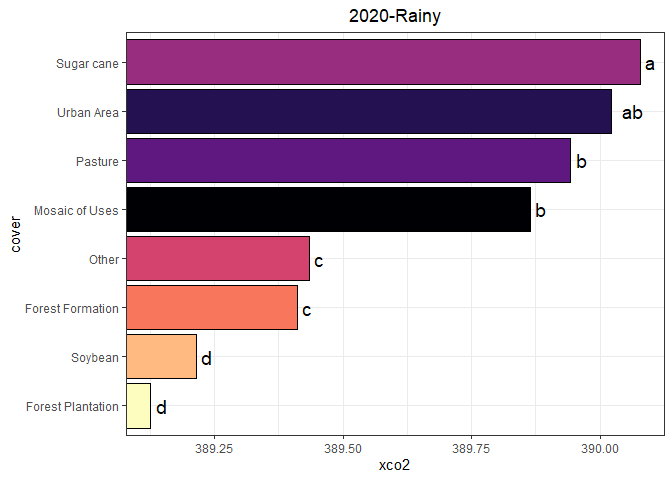 2020-Rainy
Sugar cane
a
Urban Area
ab
Pasture
b
Mosaic of Uses
b
Other
c
Forest Formation
c
Soybean
d
Forest Plantation
d
cover
389.25 389.50 389.75 390.00
xco2